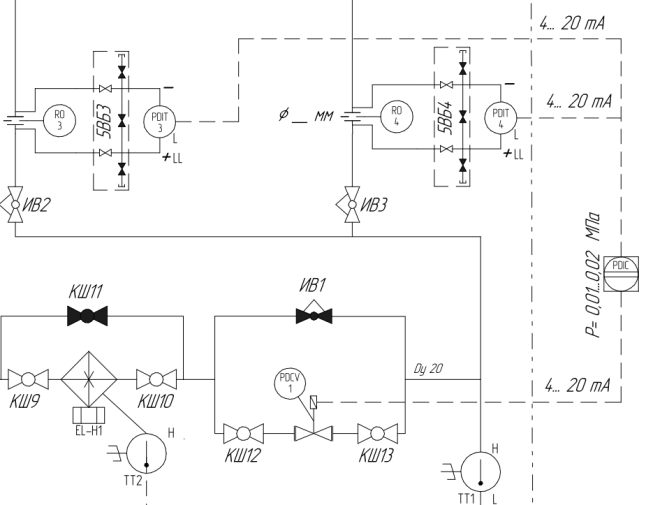 4... 20 mA
RO
3
5ВБ3
–
PDIT
3
L
+LL
Ø __ мм
RO
4
5ВБ4
–
PDIT
4
L
+LL
4... 20 mA
ИВ2
ИВ3
P= 0,01...0,02 МПа
PDIC
КШ11
ИВ1
КШ9
КШ10
EL-H1
PDCV
1
Dy 20
4... 20 mA
КШ12
КШ13
H
TT2
H
TT1
L